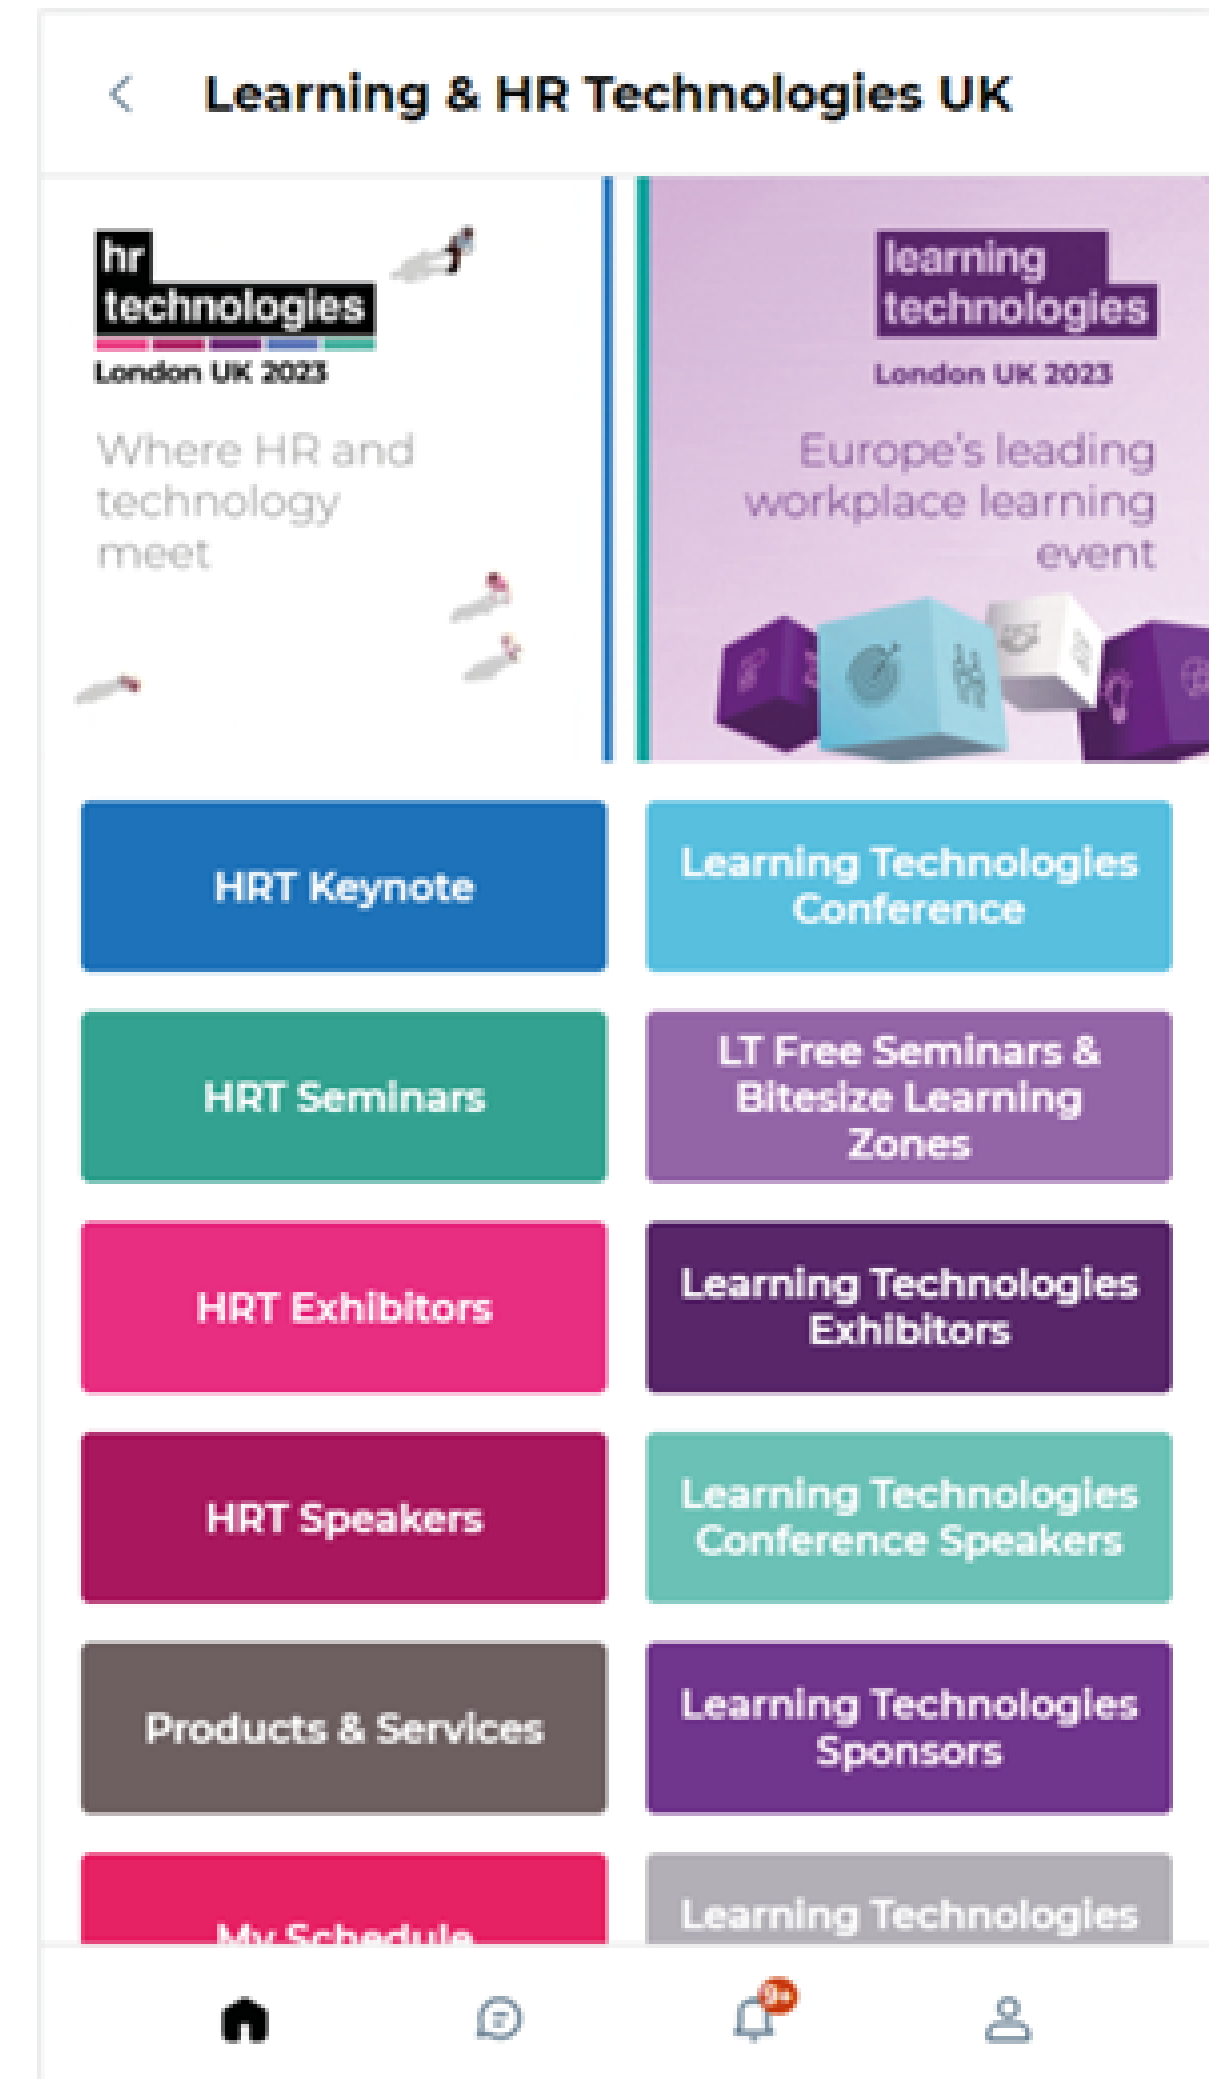 Learning & HR Technologies UK
hr
technologies
London UK 2023
Where HR and
technology
meet
learning
technologies
London UK 2023
Europe's leading
workplace learning
event
HRT Keynote
Learning Technologies
Conference
HRT Seminars
LT Free Seminars &
Bitesize Learning
Zones
HRT Exhibitors
Learning Technologies
Exhibitors
HRT Speakers
Learning Technologies
Conference Speakers
Products & Services
Learning Technologies
Sponsors
My Schedule
Learning Technologies
9+